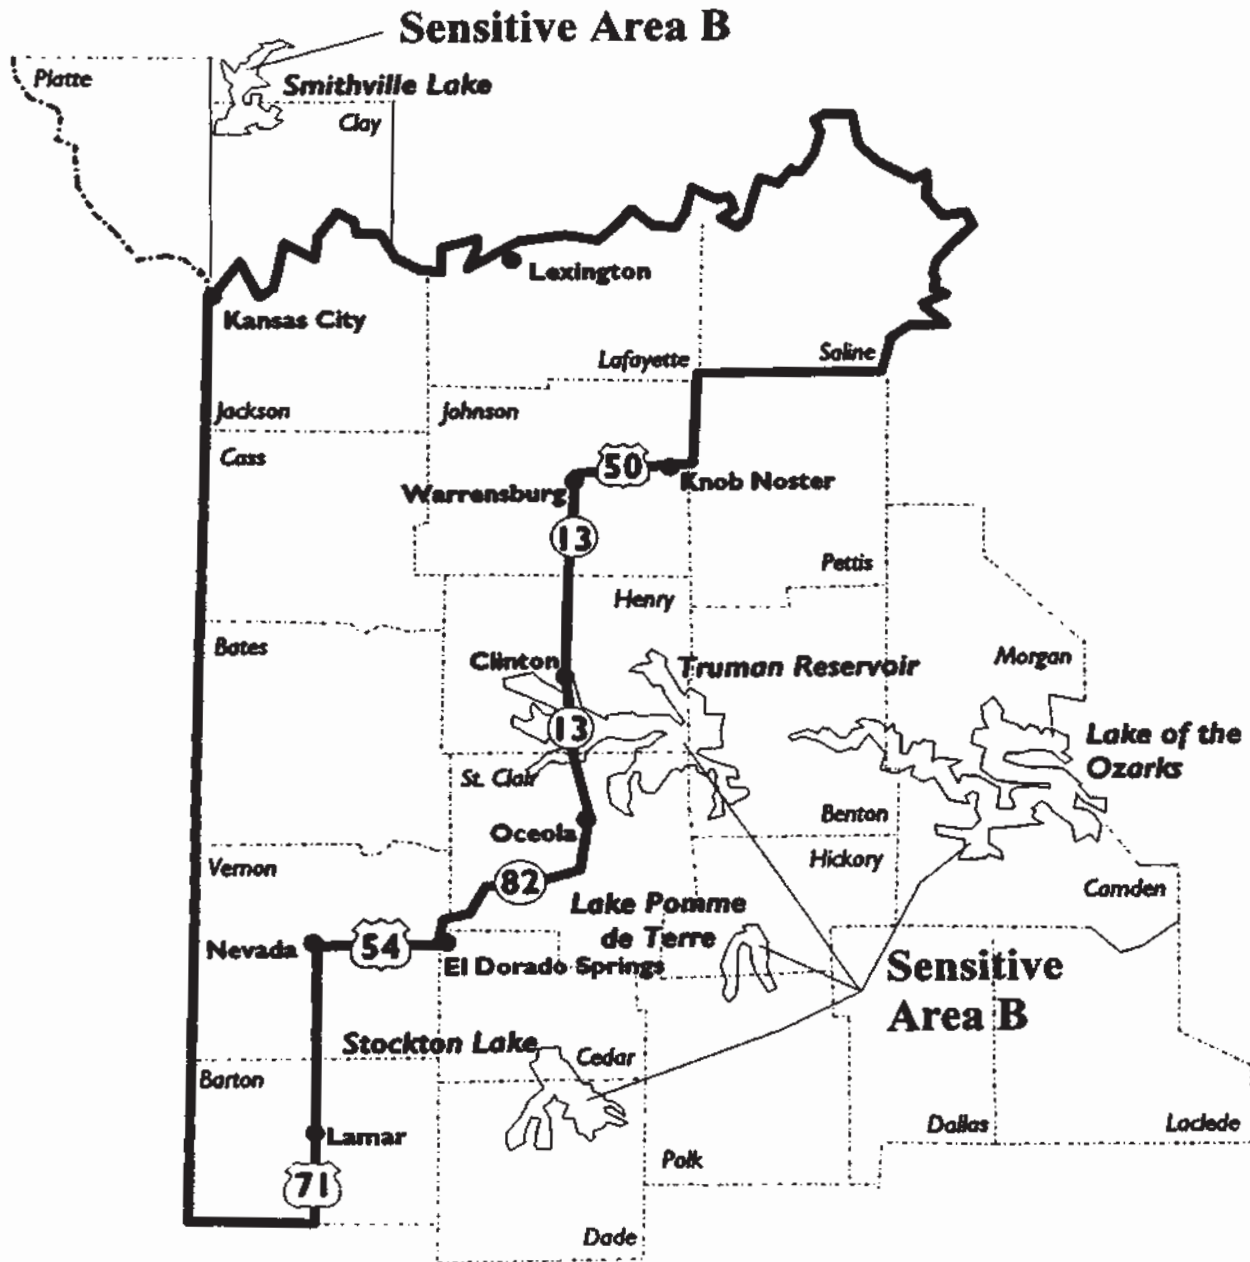 Sensitive Area B
Platte
Smithville Lake
Clay
Lexington
Kansas City
Lafayette
Saline
Jackson
Johnson
Cass
50
Knob Noster
Warrensburg
13
Pettis
Henry
Bates
Clinton
Truman Reservoir
Morgan
13
Lake of the
Ozarks
St. Clair
Oceola
Benton
Hickory
Vernon
Camden
82
Lake Pomme
de Terre
Nevada
54
El Dorado Springs
Sensitive
Area B
Stockton Lake
Cedar
Barton
Lamar
Dallas
Laclede
Polk
71
Dade